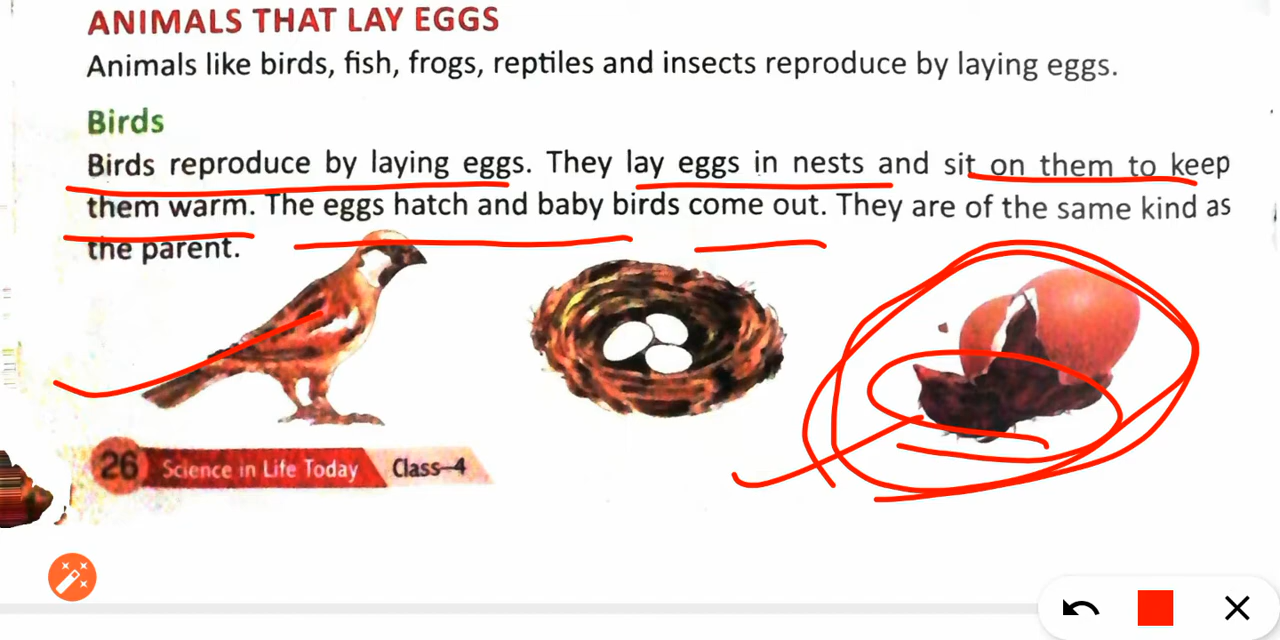 ANIMALS THAT LAY EGGS
Animals like birds, fish, frogs, reptiles and insects reproduce by laying eggs.
Birds
Birds reproduce by laying eggs. They lay eggs in nests and sit on them to keep
them warm. The eggs hatch and baby birds come out. They are of the same kind as
the parent.
26 Science in Life Today Class-4